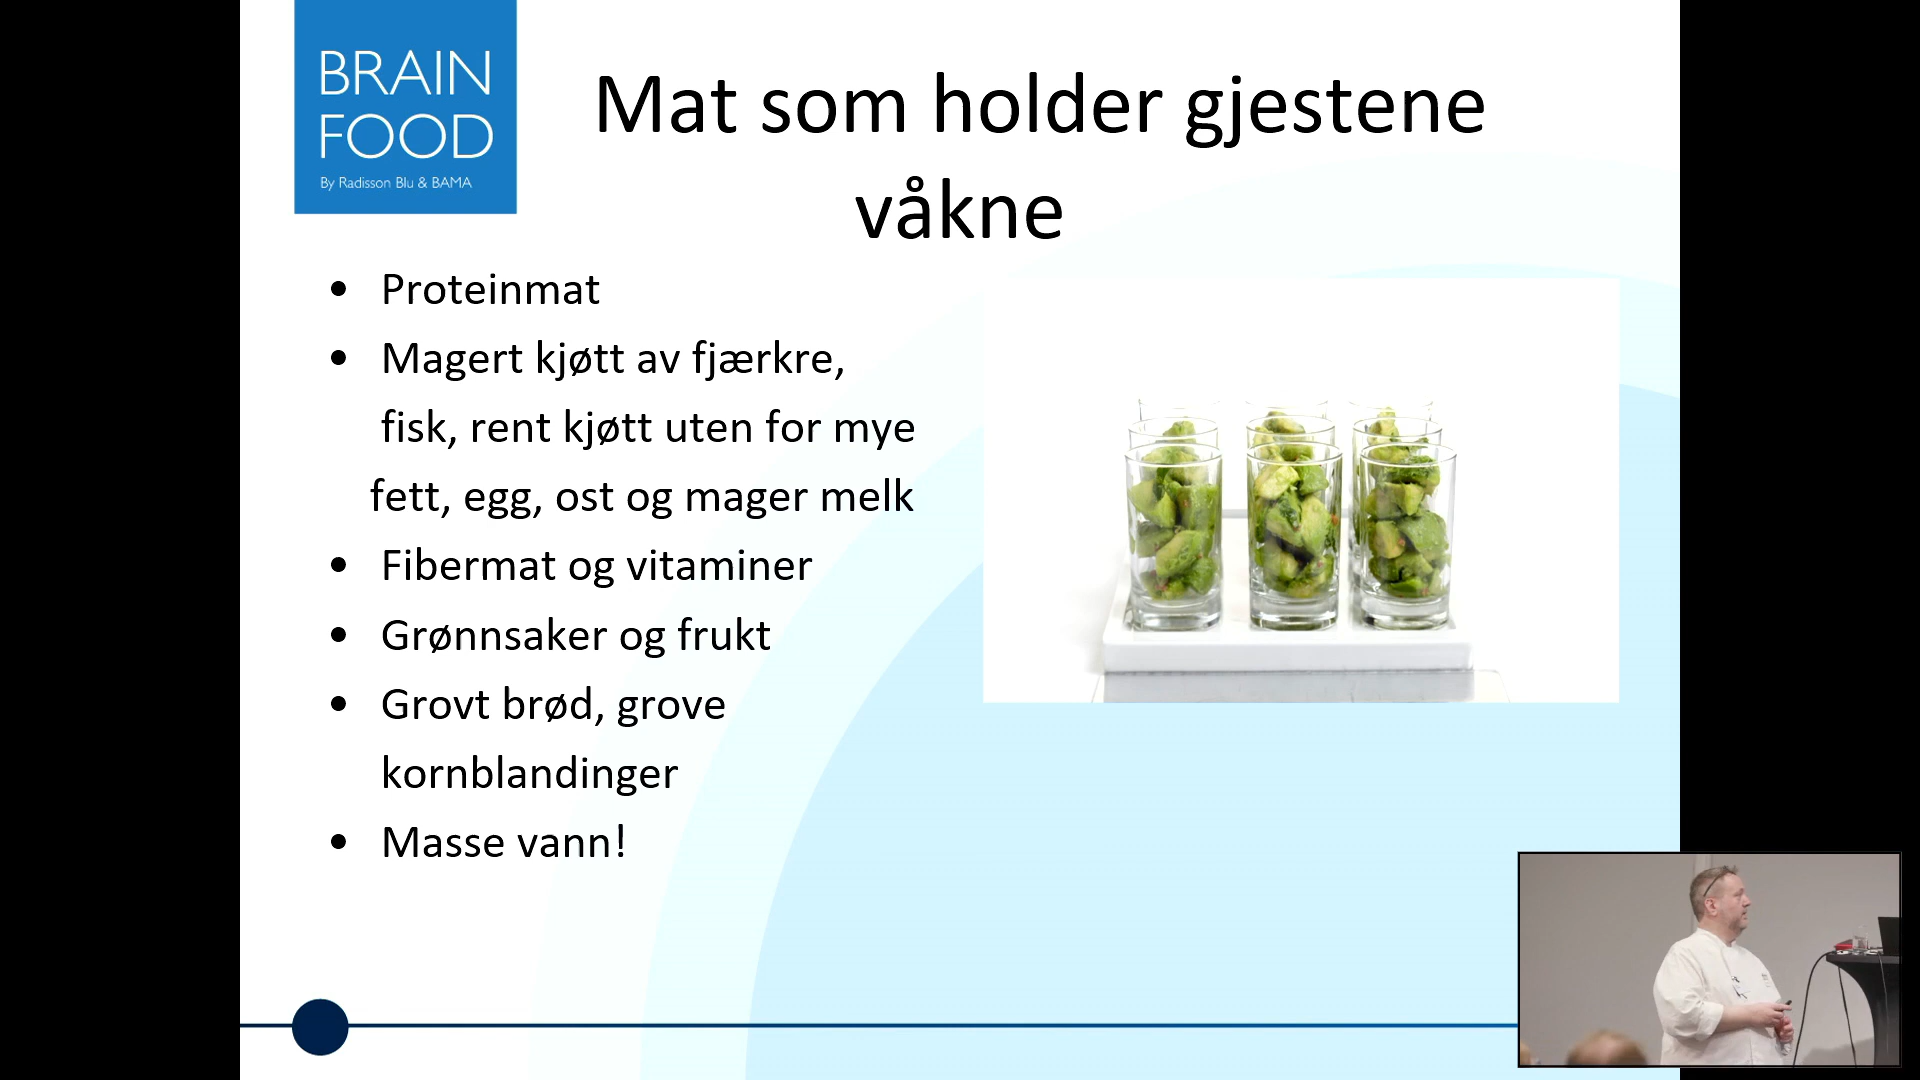 BRAIN
FOOD
By Radisson Blu & BAMA
Mat som holder gjestene
våkne
• Proteinmat
• Magert kjøtt av fjærkre,
fisk, rent kjøtt uten for mye
fett, egg, ost og mager melk
• Fibermat og vitaminer
• Grønnsaker og frukt
• Grovt brød, grove
kornblandinger
• Masse vann!